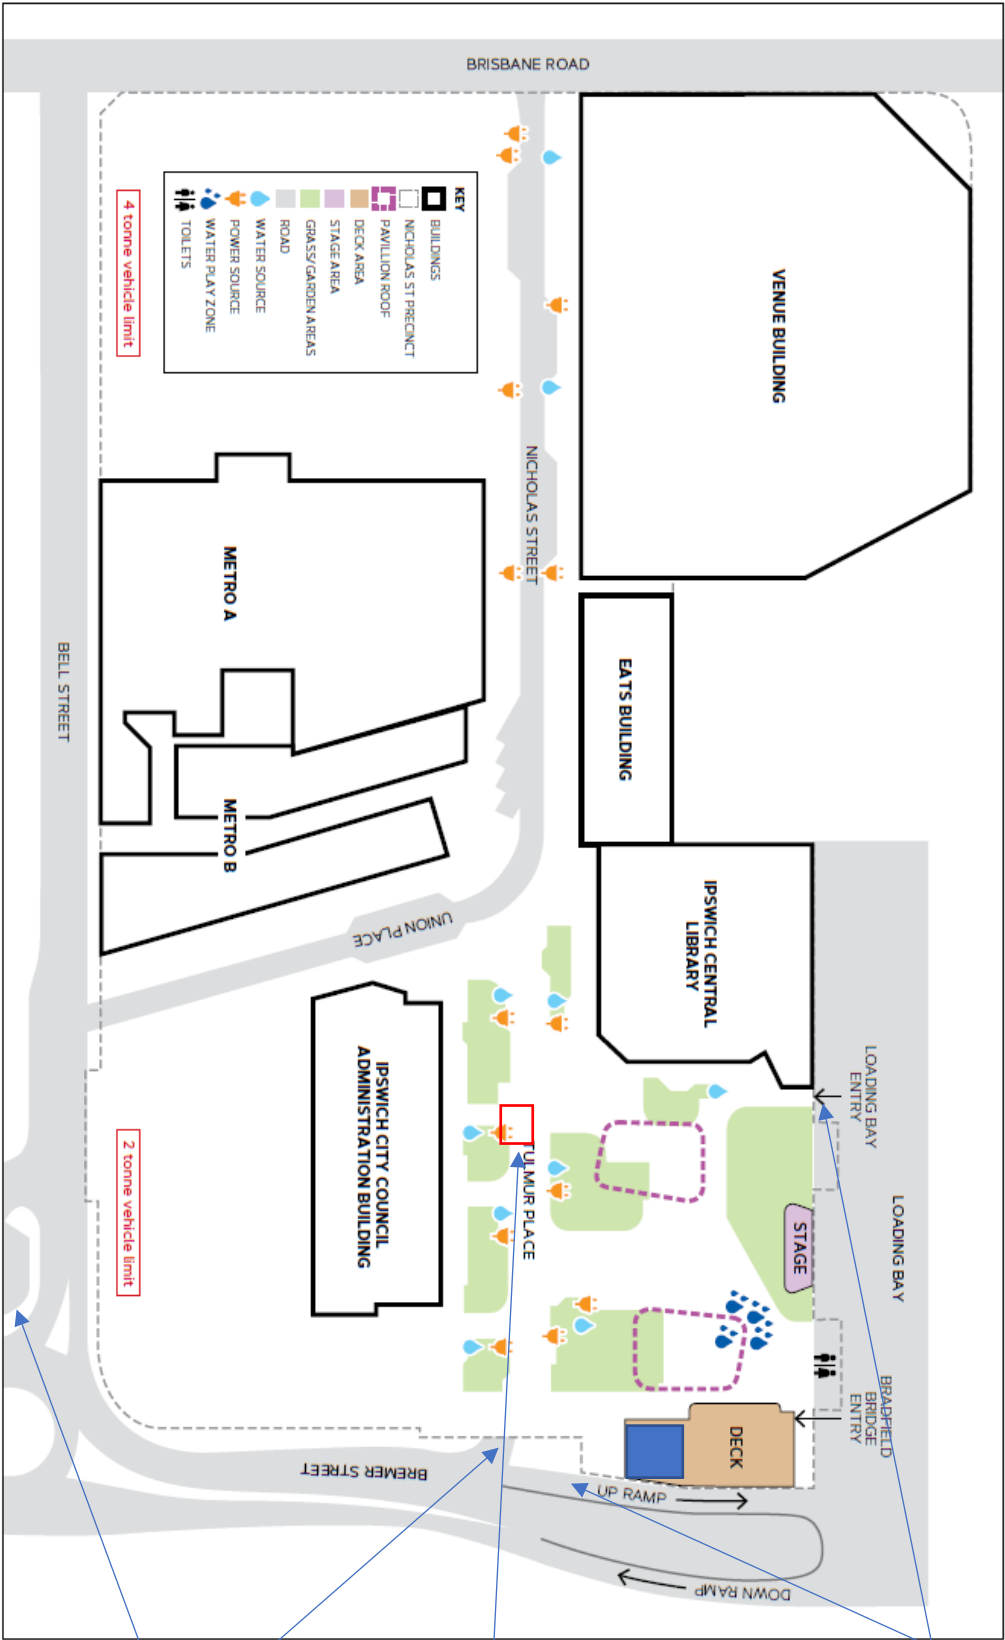 BRISBANE ROAD
KEY
BUILDINGS
NICHOLAS ST PRECINCT
PAVILLION ROOF
DECK AREA
STAGE AREA
GRASS/GARDEN AREAS
ROAD
WATER SOURCE
POWER SOURCE
WATER PLAY ZONE
TOILETS
4 tonne vehicle limit
VENUE BUILDING
NICHOLAS STREET
METRO A
BELL STREET
EATS BUILDING
METRO B
UNION PLACE
IPSWICH CENTRAL
LIBRARY
LOADING BAY
ENTRY
IPSWICH CITY COUNCIL
ADMINISTRATION BUILDING
TULMUR PLACE
2 tonne vehicle limit
STAGE
LOADING BAY
BRADFIELD
BRIDGE
ENTRY
DECK
BREMER STREET
UP RAMP
DOWN RAMP